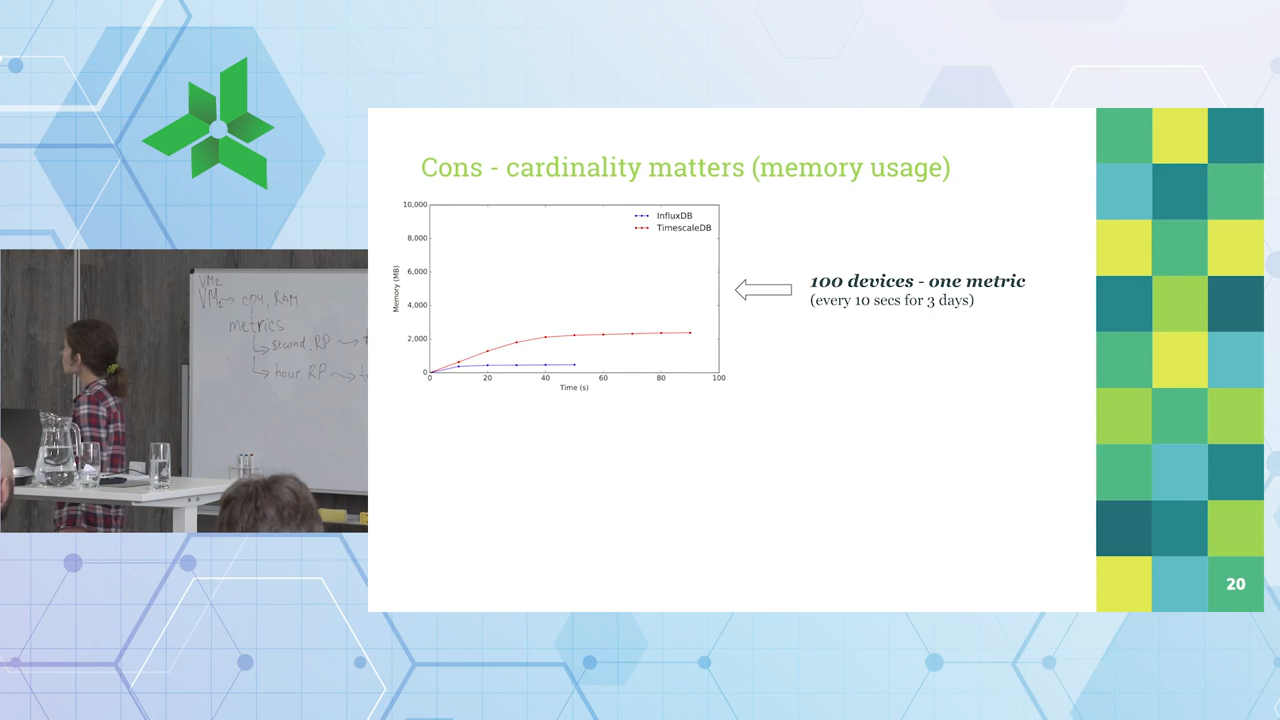 Cons - cardinality matters (memory usage)
10,000
8,000
6,000
4,000
2,000
0
Memory (MB)
InfluxDB
TimescaleDB
0 20 40 60 80 100
Time (s)
100 devices - one metric
(every 10 secs for 3 days)
20
VM2
VM1 → CPU, RAM
metrics
second_RP
hour RP